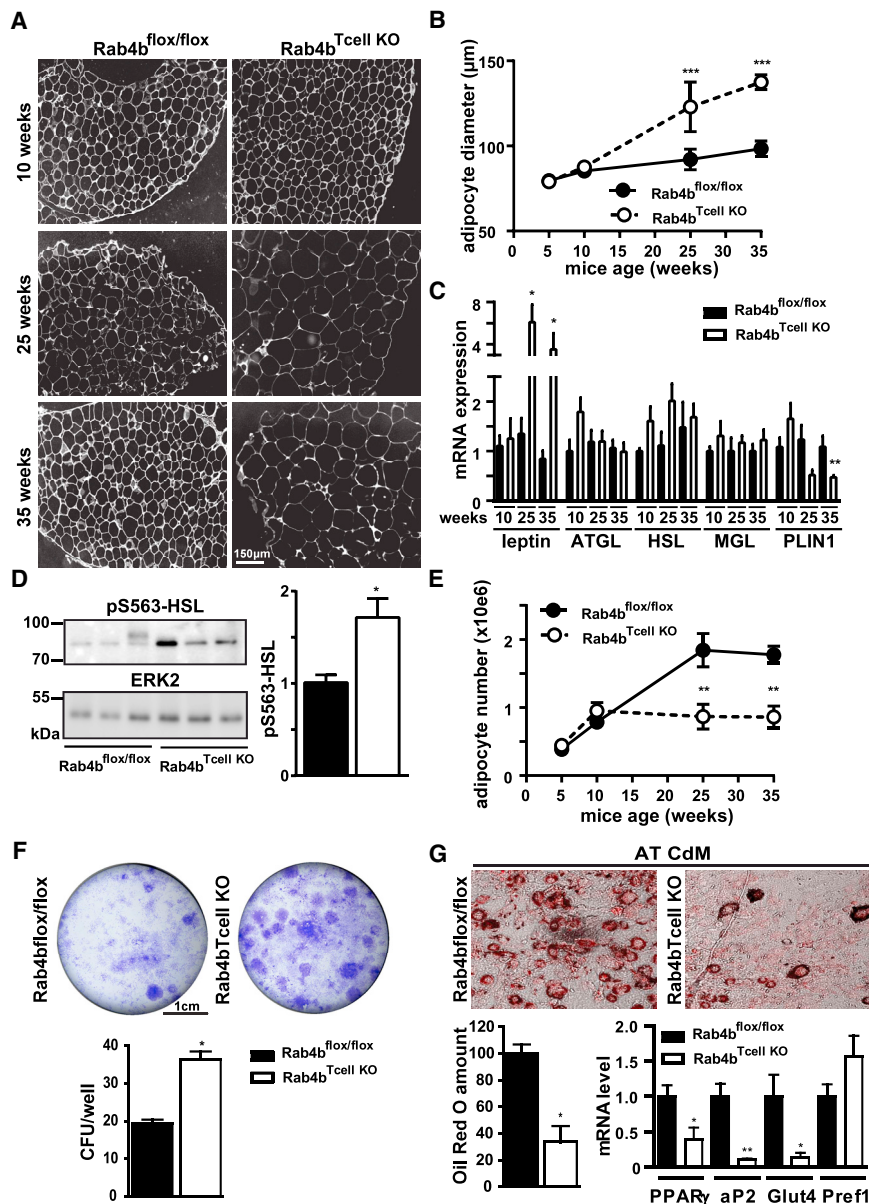 A
Rab4b flox/flox
Rab4b Tcell KO
10 weeks
25 weeks
35 weeks
150µm
B
adipocyte diameter (µm)
150
100
50
***
***
Rab4b flox/flox
Rab4b Tcell KO
0 5 10 15 20 25 30 35
mice age (weeks)
C
mRNA expression
8
6
4
2
1
0
*
*
**
Rab4b flox/flox
Rab4b Tcell KO
weeks 10 25 35 10 25 35 10 25 35 10 25 35 10 25 35
leptin ATGL HSL MGL PLIN1
D
pS563-HSL
100
70
ERK2
55
kDa
Rab4b flox/flox
Rab4b Tcell KO
pS563-HSL
2
1
0
*
E
adipocyte number (x10e6)
2
1
0
Rab4b flox/flox
Rab4b Tcell KO
**
**
0 5 10 15 20 25 30 35
mice age (weeks)
F
Rab4bflox/flox
Rab4bTcell KO
1cm
CFU/well
40
30
20
10
0
*
Rab4b flox/flox
Rab4b Tcell KO
G
AT CdM
Rab4bflox/flox
Rab4bTcell KO
Oil Red O amount
120
100
80
60
40
20
0
*
mRNA level
2.0
1.5
1.0
0.5
0
Rab4b flox/flox
Rab4b Tcell KO
*
**
*
PPARγ aP2 Glut4 Pref1